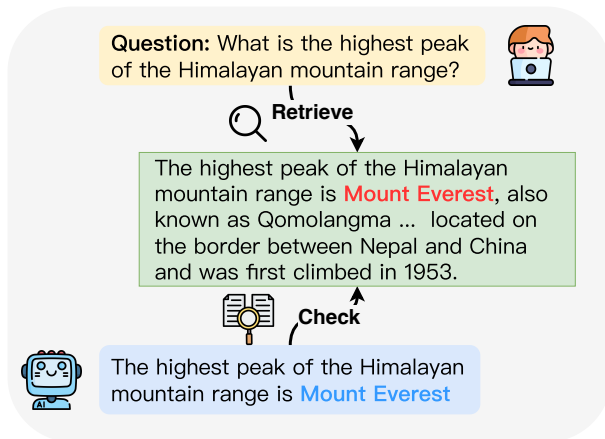 Question: What is the highest peak
of the Himalayan mountain range?
Retrieve
The highest peak of the Himalayan
mountain range is Mount Everest, also
known as Qomolangma ... located on
the border between Nepal and China
and was first climbed in 1953.
Check
The highest peak of the Himalayan
mountain range is Mount Everest
AI